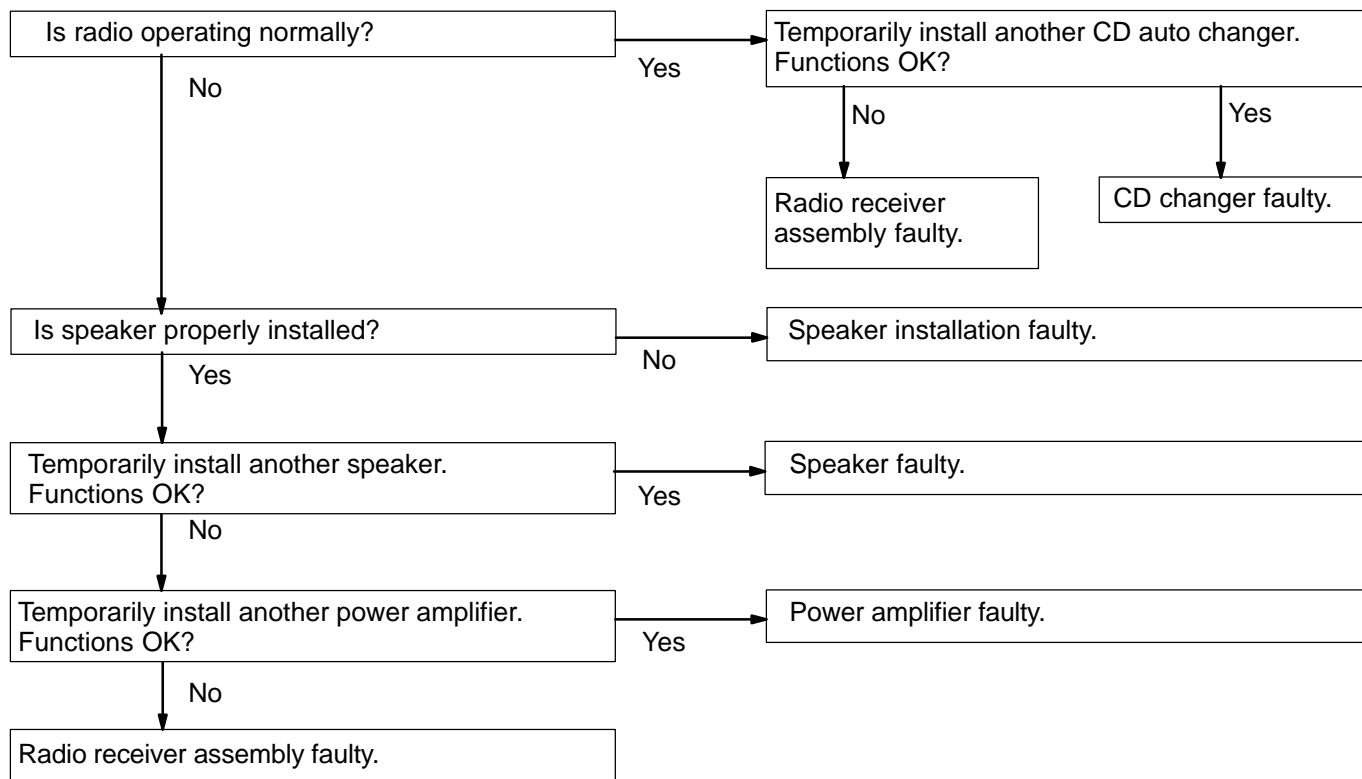 Is radio operating normally?
Yes
Temporarily install another CD auto changer.
Functions OK?
No
No
Yes
Radio receiver
assembly faulty.
CD changer faulty.
Is speaker properly installed?
No
Speaker installation faulty.
Yes
Temporarily install another speaker.
Functions OK?
Yes
Speaker faulty.
No
Temporarily install another power amplifier.
Functions OK?
Yes
Power amplifier faulty.
No
Radio receiver assembly faulty.